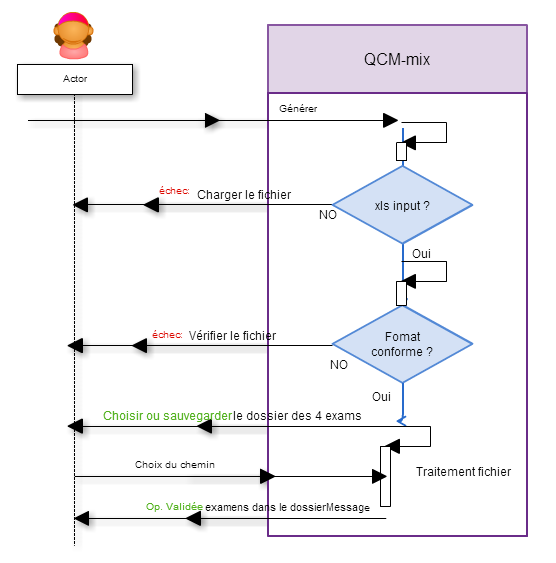 QCM-mix
Actor
Générer
échec: Charger le fichier
xls input ?
NO
Oui
échec: Vérifier le fichier
Fomat
conforme ?
NO
Oui
Choisir ou sauvegarder le dossier des 4 exams
Choix du chemin
Traitement fichier
Op. Validée examens dans le dossierMessage